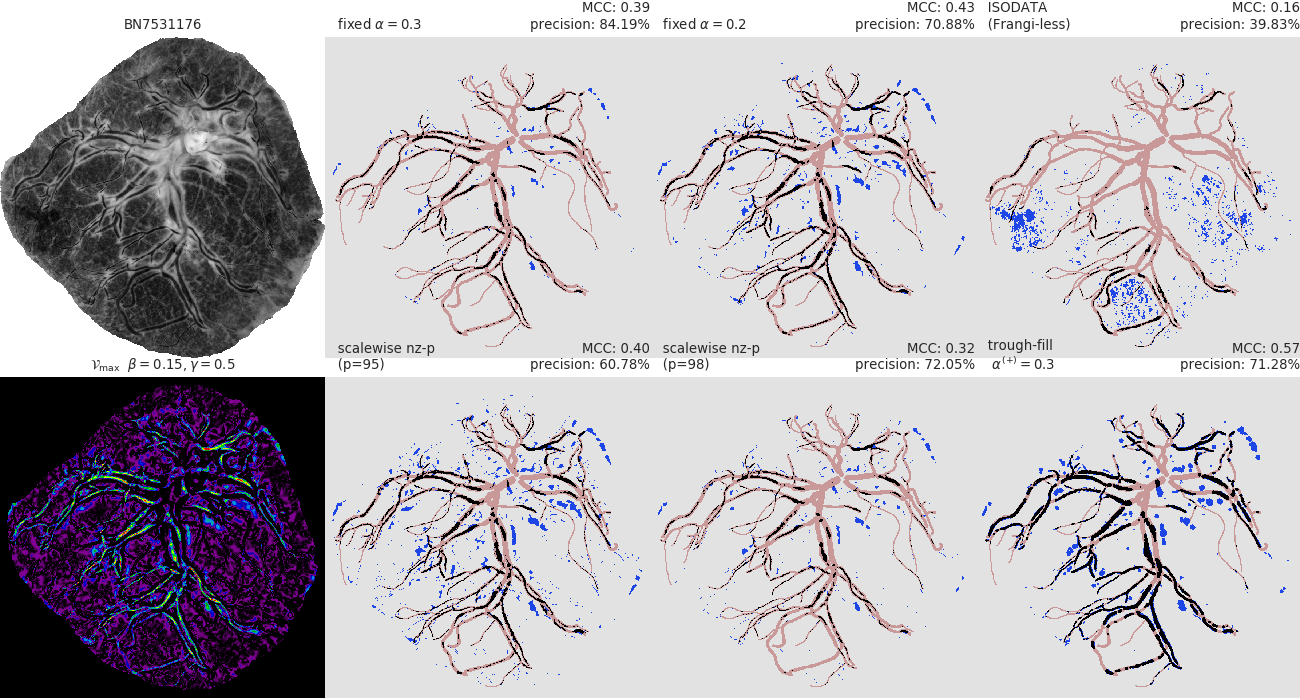 BN7531176
fixed α = 0.3
MCC: 0.39
precision: 84.19%
fixed α = 0.2
MCC: 0.43
precision: 70.88%
ISODATA
(Frangi-less)
MCC: 0.16
precision: 39.83%
𝒱max β = 0.15, γ = 0.5
scalewise nz-p
(p=95)
MCC: 0.40
precision: 60.78%
scalewise nz-p
(p=98)
MCC: 0.32
precision: 72.05%
trough-fill
α(+) = 0.3
MCC: 0.57
precision: 71.28%